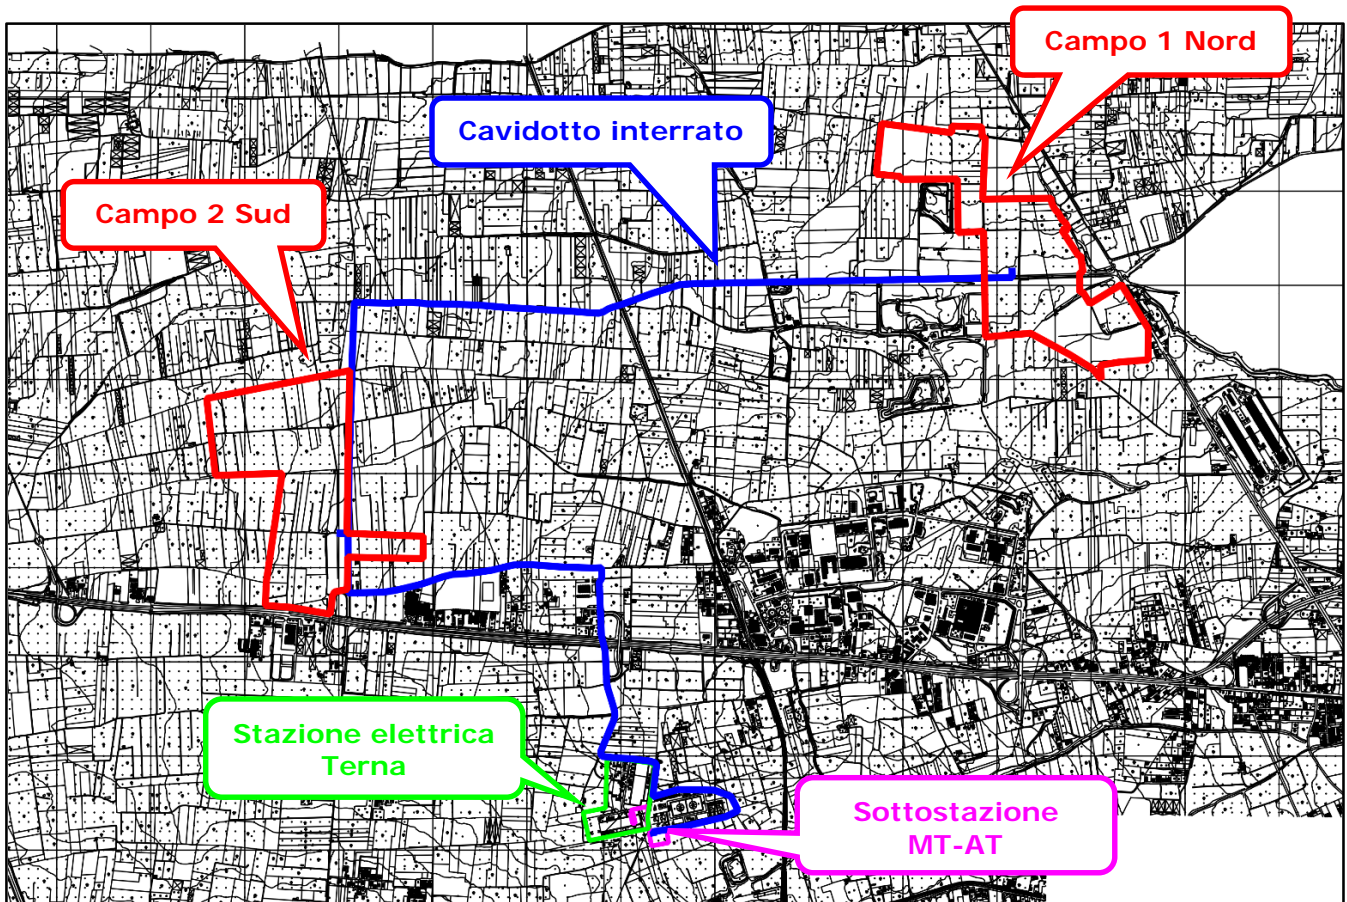 Campo 1 Nord
Cavidotto interrato
Campo 2 Sud
Stazione elettrica
Terna
Sottostazione
MT-AT